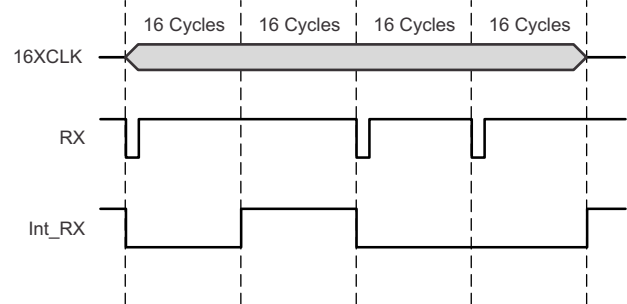 16 Cycles 16 Cycles 16 Cycles 16 Cycles
16XCLK
RX
Int_RX